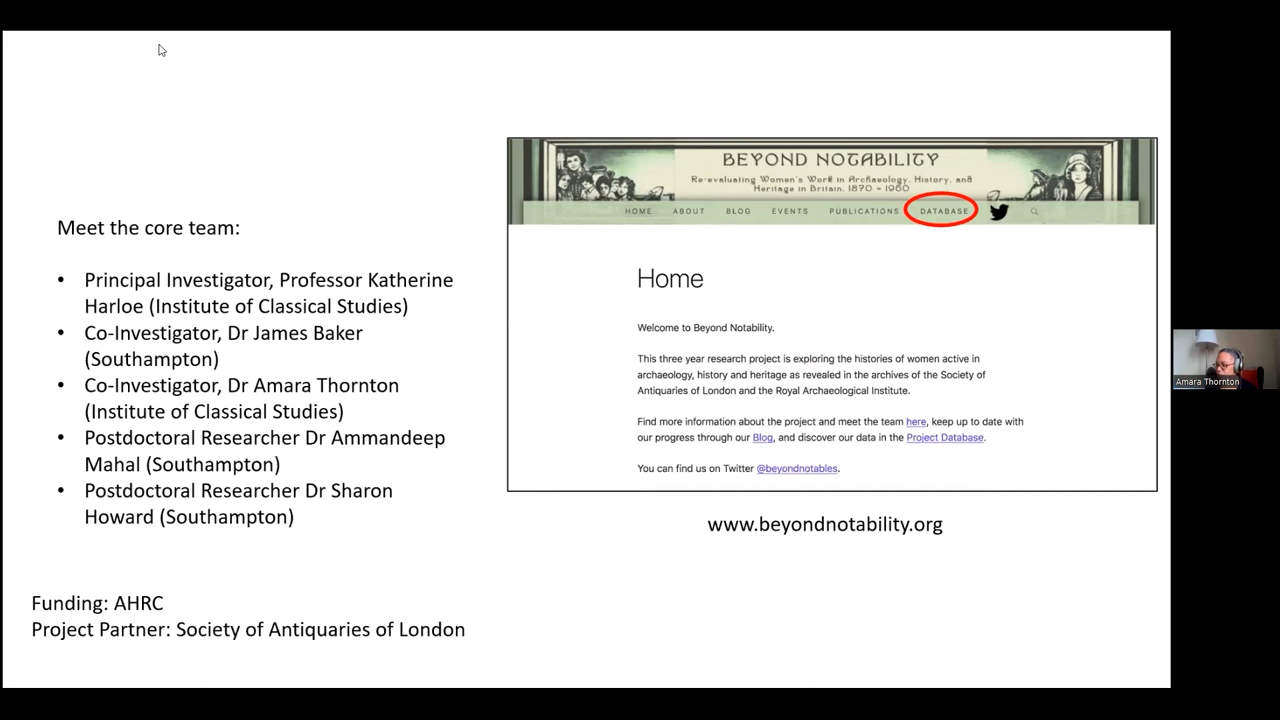 Meet the core team:
• Principal Investigator, Professor Katherine
Harloe (Institute of Classical Studies)
• Co-Investigator, Dr James Baker
(Southampton)
• Co-Investigator, Dr Amara Thornton
(Institute of Classical Studies)
• Postdoctoral Researcher Dr Ammandeep
Mahal (Southampton)
• Postdoctoral Researcher Dr Sharon
Howard (Southampton)
Funding: AHRC
Project Partner: Society of Antiquaries of London
BEYOND NOTABILITY
Re-evaluating Women's Work in Archaeology, History, and
Heritage in Britain, 1870 - 1950
HOME ABOUT BLOG EVENTS PUBLICATIONS DATABASE
Home
Welcome to Beyond Notability.
This three year research project is exploring the histories of women active in
archaeology, history and heritage as revealed in the archives of the Society of
Antiquaries of London and the Royal Archaeological Institute.
Find more information about the project and meet the team here, keep up to date with
our progress through our Blog, and discover our data in the Project Database.
You can find us on Twitter @beyondnotables.
www.beyondnotability.org
Amara Thornton